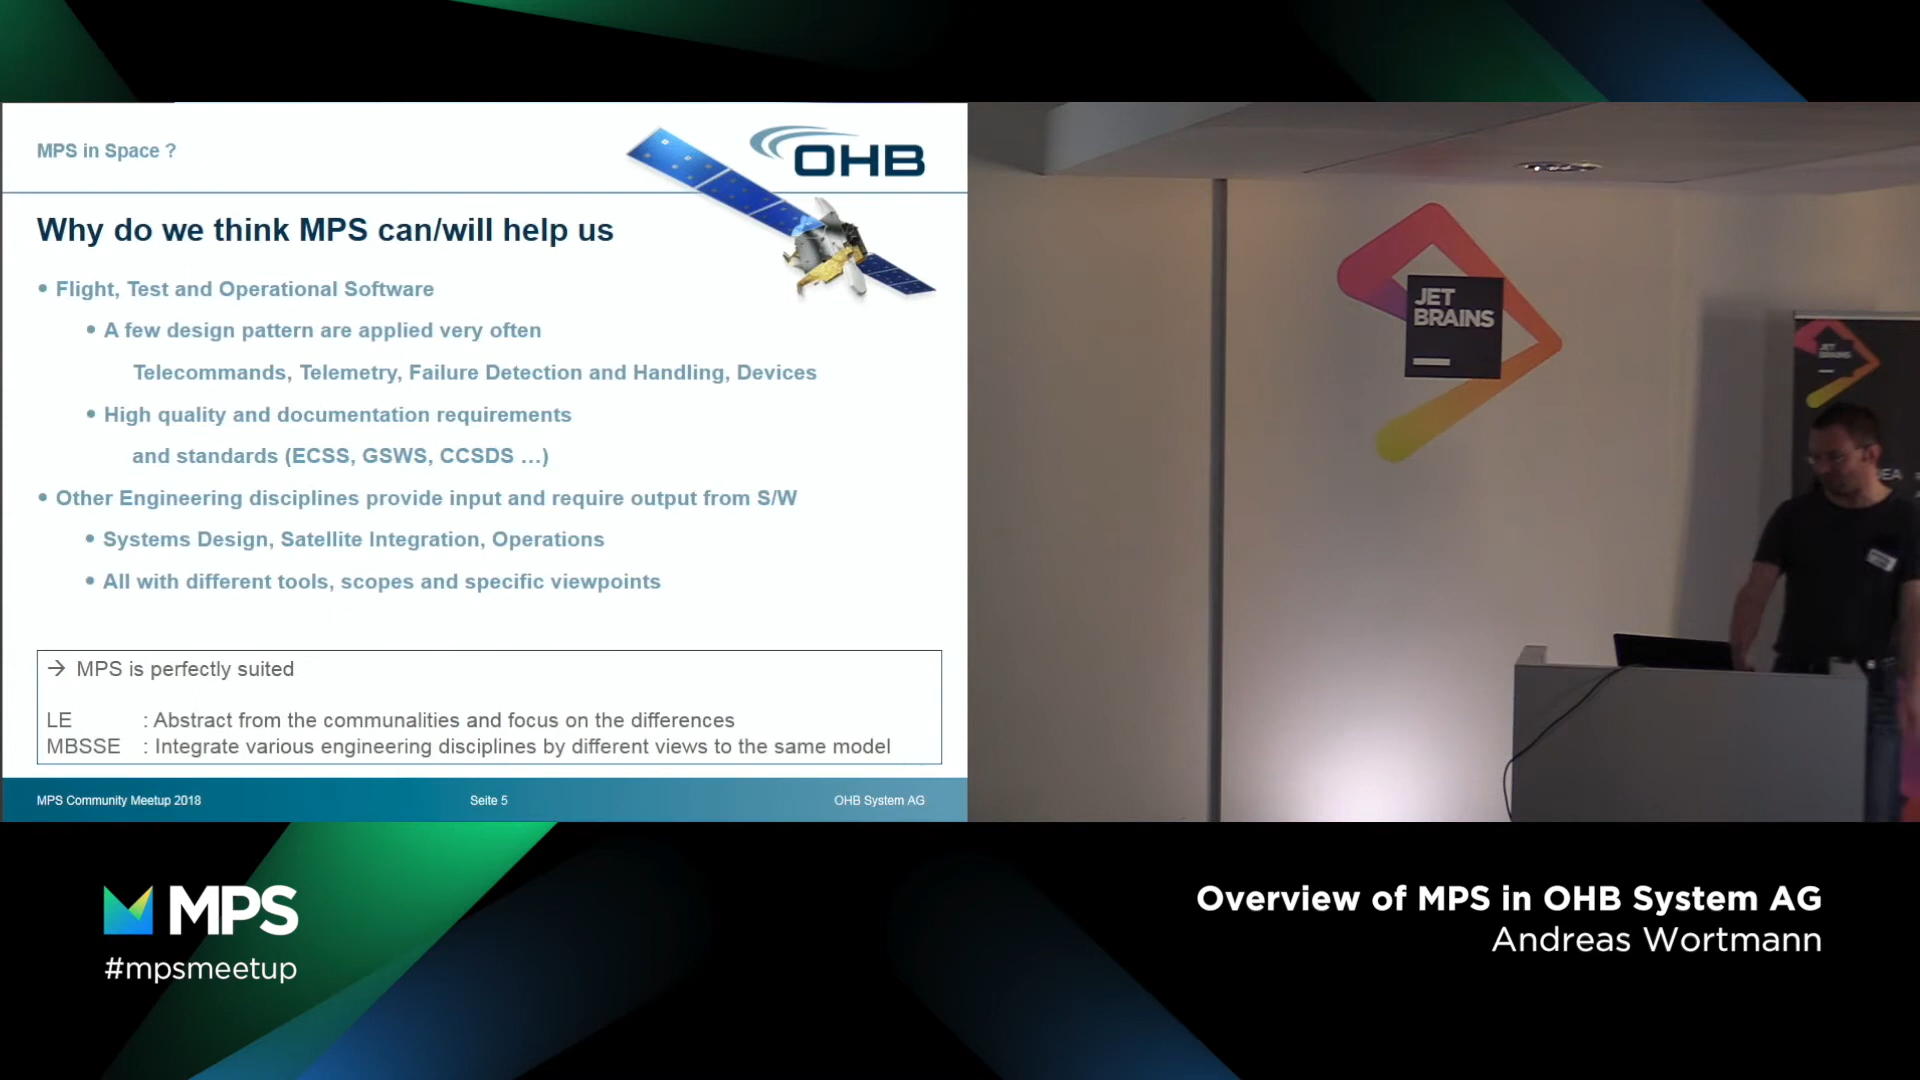 MPS in Space ?
OHB
Why do we think MPS can/will help us
• Flight, Test and Operational Software
• A few design pattern are applied very often
Telecommands, Telemetry, Failure Detection and Handling, Devices
• High quality and documentation requirements
and standards (ECSS, GSWS, CCSDS …)
• Other Engineering disciplines provide input and require output from S/W
• Systems Design, Satellite Integration, Operations
• All with different tools, scopes and specific viewpoints
→ MPS is perfectly suited
LE : Abstract from the communalities and focus on the differences
MBSSE : Integrate various engineering disciplines by different views to the same model
MPS Community Meetup 2018
Seite 5
OHB System AG
JET
BRAINS
JET
BRAINS
MPS
#mpsmeetup
Overview of MPS in OHB System AG
Andreas Wortmann